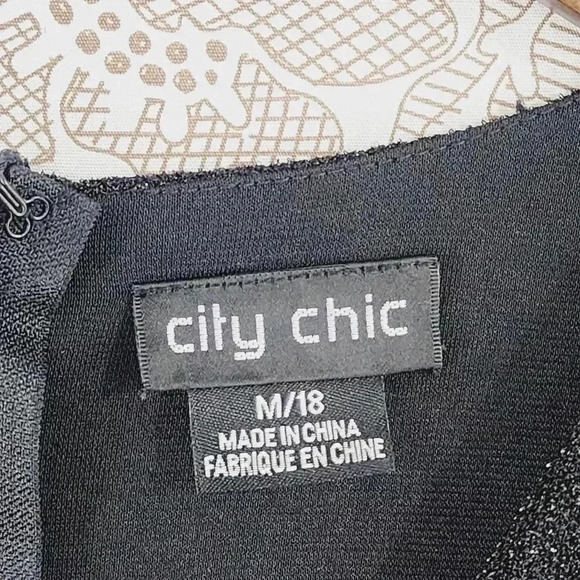 city chic
M/18
MADE IN CHINA
FABRIQUE EN CHINE